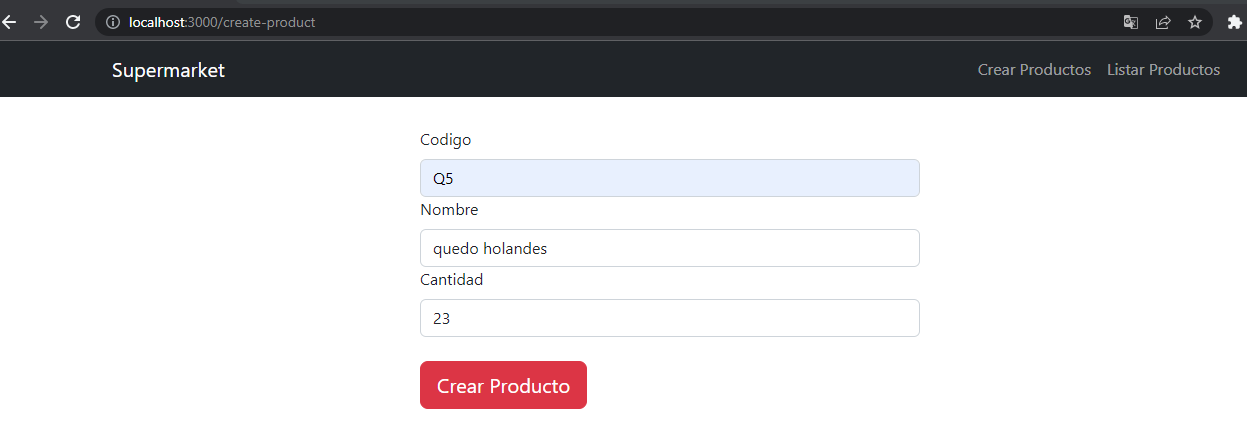 localhost:3000/create-product
Supermarket Crear Productos Listar Productos
Codigo
Q5
Nombre
quedo holandes
Cantidad
23
Crear Producto